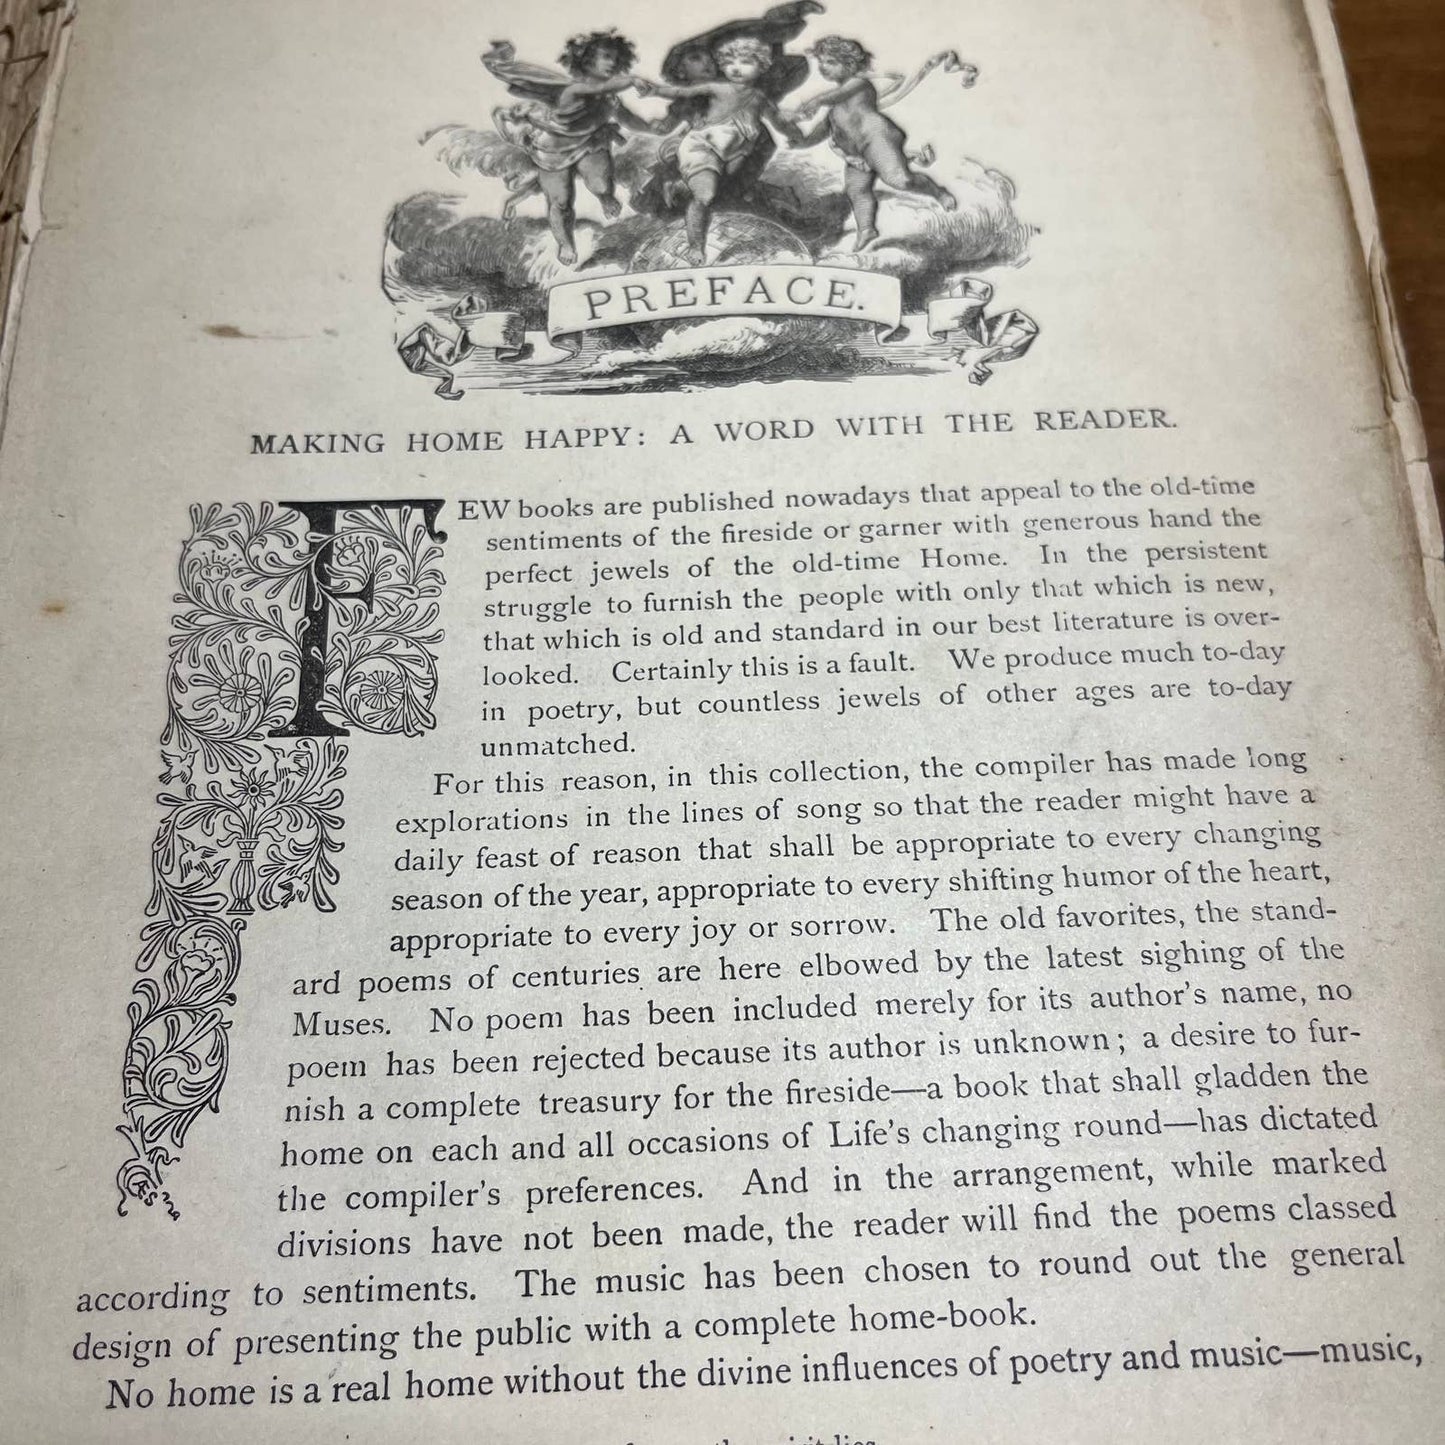 PREFACE.
MAKING HOME HAPPY: A WORD WITH THE READER.
FEW books are published nowadays that appeal to the old-time
sentiments of the fireside or garner with generous hand the
perfect jewels of the old-time Home. In the persistent
struggle to furnish the people with only that which is new,
that which is old and standard in our best literature is over-
looked. Certainly this is a fault. We produce much to-day
in poetry, but countless jewels of other ages are to-day
unmatched.
For this reason, in this collection, the compiler has made long
explorations in the lines of song so that the reader might have a
daily feast of reason that shall be appropriate to every changing
season of the year, appropriate to every shifting humor of the heart,
appropriate to every joy or sorrow. The old favorites, the stand-
ard poems of centuries are here elbowed by the latest sighing of the
Muses. No poem has been included merely for its author's name, no
poem has been rejected because its author is unknown; a desire to fur-
nish a complete treasury for the fireside—a book that shall gladden the
home on each and all occasions of Life's changing round—has dictated
the compiler's preferences. And in the arrangement, while marked
divisions have not been made, the reader will find the poems classed
according to sentiments. The music has been chosen to round out the general
design of presenting the public with a complete home-book.
No home is a real home without the divine influences of poetry and music—music,